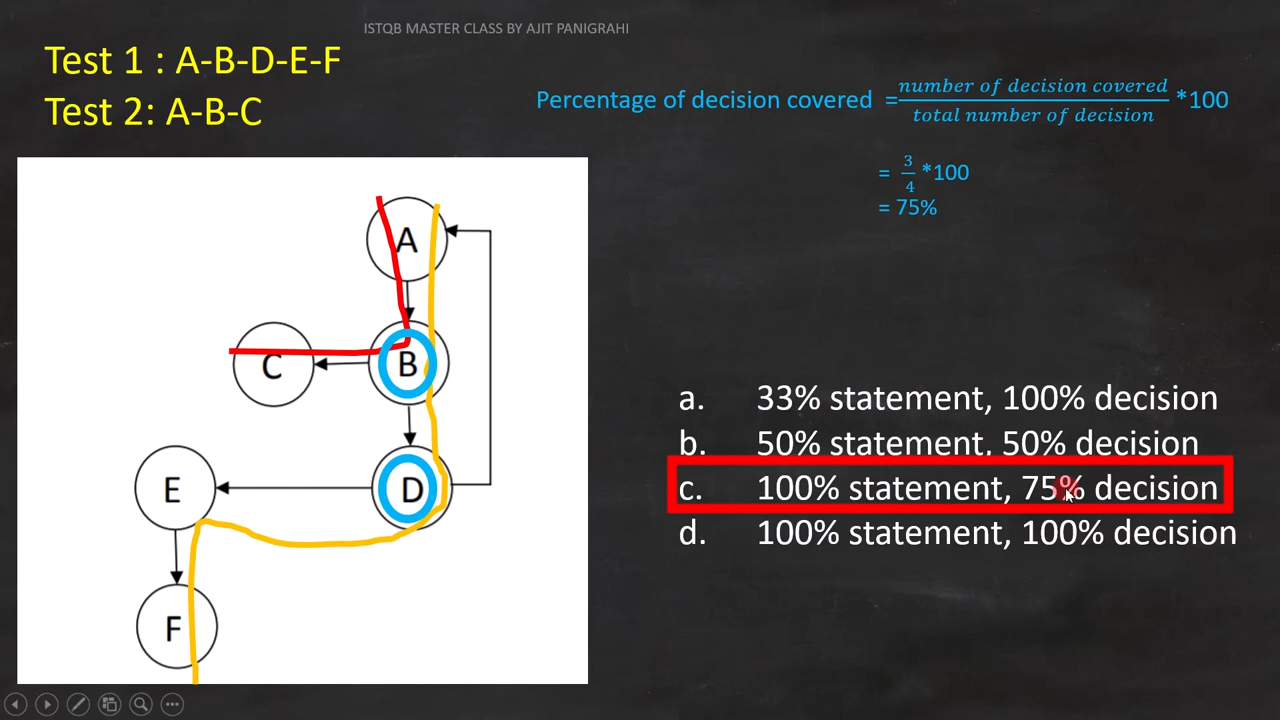 ISTQB MASTER CLASS BY AJIT PANIGRAHI
Test 1 : A-B-D-E-F
Test 2: A-B-C
Percentage of decision covered = number of decision covered / total number of decision *100
= 3/4 *100
= 75%
A
C
B
E
D
F
a. 33% statement, 100% decision
b. 50% statement, 50% decision
c. 100% statement, 75% decision
d. 100% statement, 100% decision